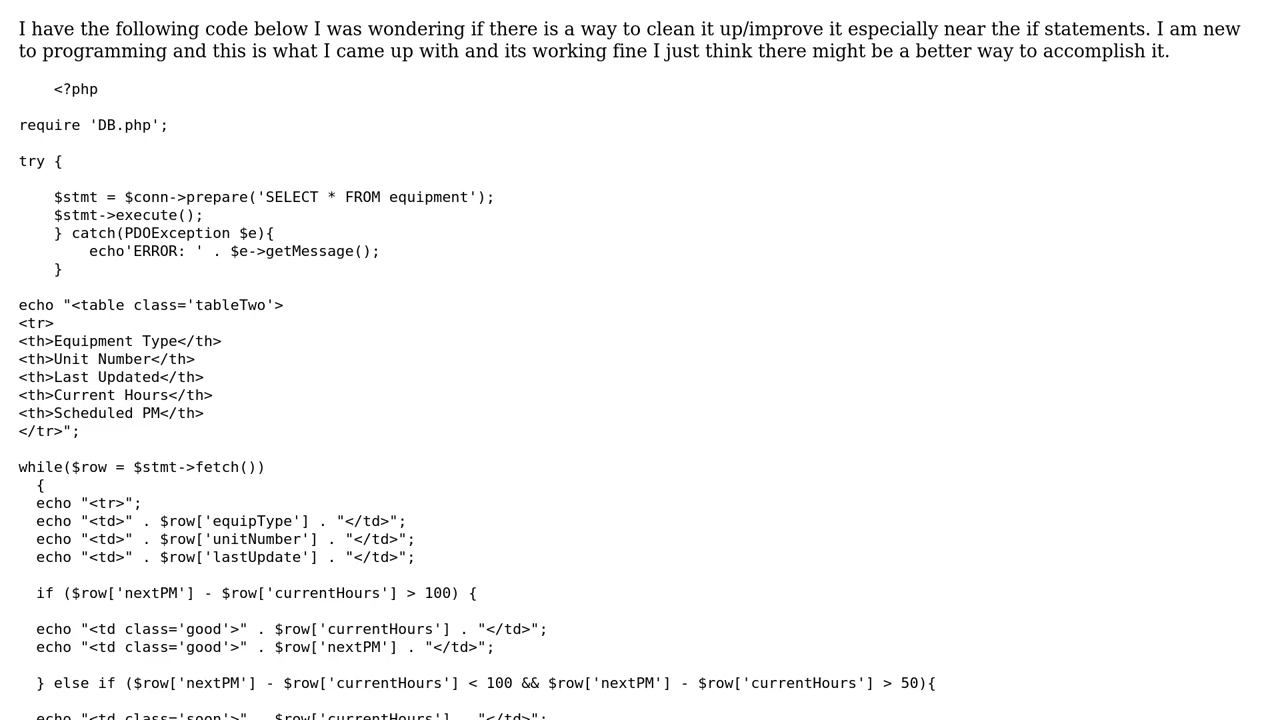 I have the following code below I was wondering if there is a way to clean it up/improve it especially near the if statements. I am new
to programming and this is what I came up with and its working fine I just think there might be a better way to accomplish it.
<?php
require 'DB.php';
try {
$stmt = $conn->prepare('SELECT * FROM equipment');
$stmt->execute();
} catch(PDOException $e){
echo'ERROR: ' . $e->getMessage();
}
echo "<table class='tableTwo'>
<tr>
<th>Equipment Type</th>
<th>Unit Number</th>
<th>Last Updated</th>
<th>Current Hours</th>
<th>Scheduled PM</th>
</tr>";
while($row = $stmt->fetch())
{
echo "<tr>";
echo "<td>" . $row['equipType'] . "</td>";
echo "<td>" . $row['unitNumber'] . "</td>";
echo "<td>" . $row['lastUpdate'] . "</td>";
if ($row['nextPM'] - $row['currentHours'] > 100) {
echo "<td class='good'>" . $row['currentHours'] . "</td>";
echo "<td class='good'>" . $row['nextPM'] . "</td>";
} else if ($row['nextPM'] - $row['currentHours'] < 100 && $row['nextPM'] - $row['currentHours'] > 50){
echo "<td class='soon'>" . $row['currentHours'] . "</td>";